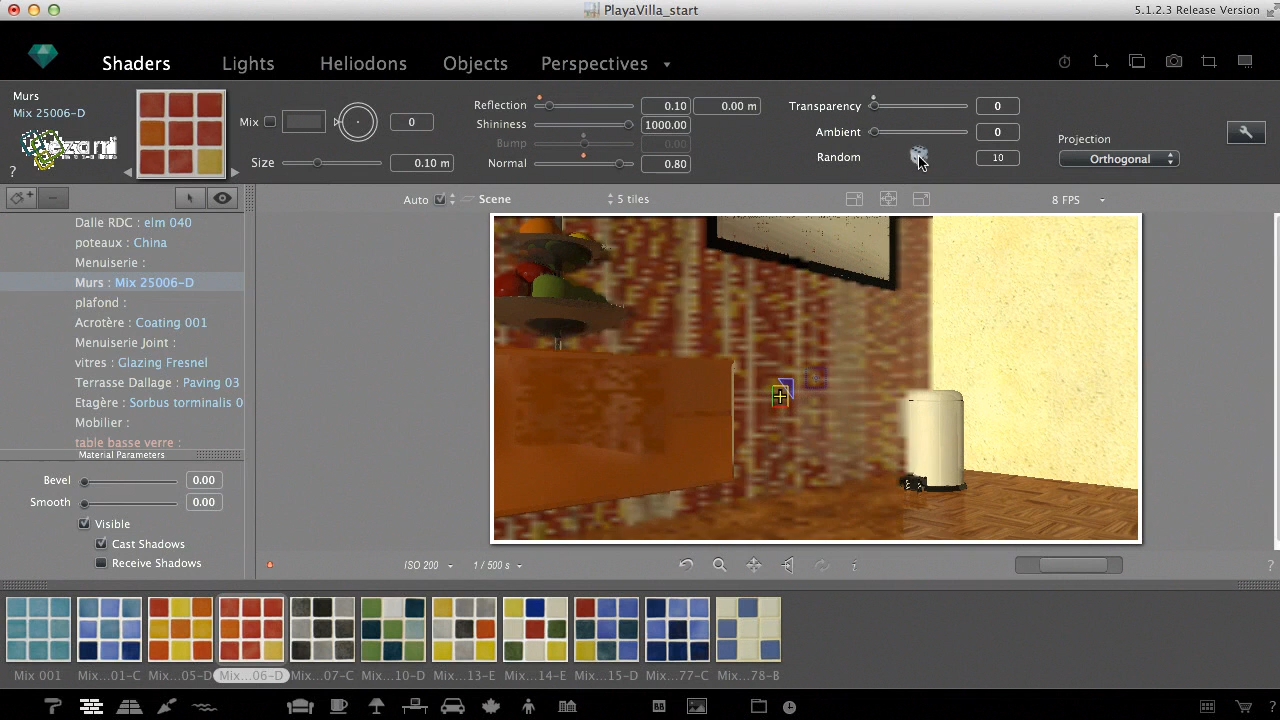 PlayaVilla_start
5.1.2.3 Release Version
Shaders
Lights
Heliodons
Objects
Perspectives
Murs
Mix 25006-D
?
Mix
0
Size
0.10 m
Reflection
0.10
0.00 m
Shininess
1000.00
Bump
0.00
Normal
0.80
Transparency
0
Ambient
0
Random
10
Projection
Orthogonal
Auto
Scene
5 tiles
8 FPS
Dalle RDC : elm 040
poteaux : China
Menuiserie :
Murs : Mix 25006-D
plafond :
Acrotère : Coating 001
Menuiserie Joint :
vitres : Glazing Fresnel
Terrasse Dallage : Paving 03
Etagère : Sorbus torminalis 0
Mobilier :
table basse verre :
Material Parameters
Bevel
0.00
Smooth
0.00
Visible
Cast Shadows
Receive Shadows
ISO 200
1 / 500 s
i
?
Mix 001
Mix...01-C
Mix...05-D
Mix...06-D
Mix...07-C
Mix...10-D
Mix...13-E
Mix...14-E
Mix...15-D
Mix...77-C
Mix...78-B
?